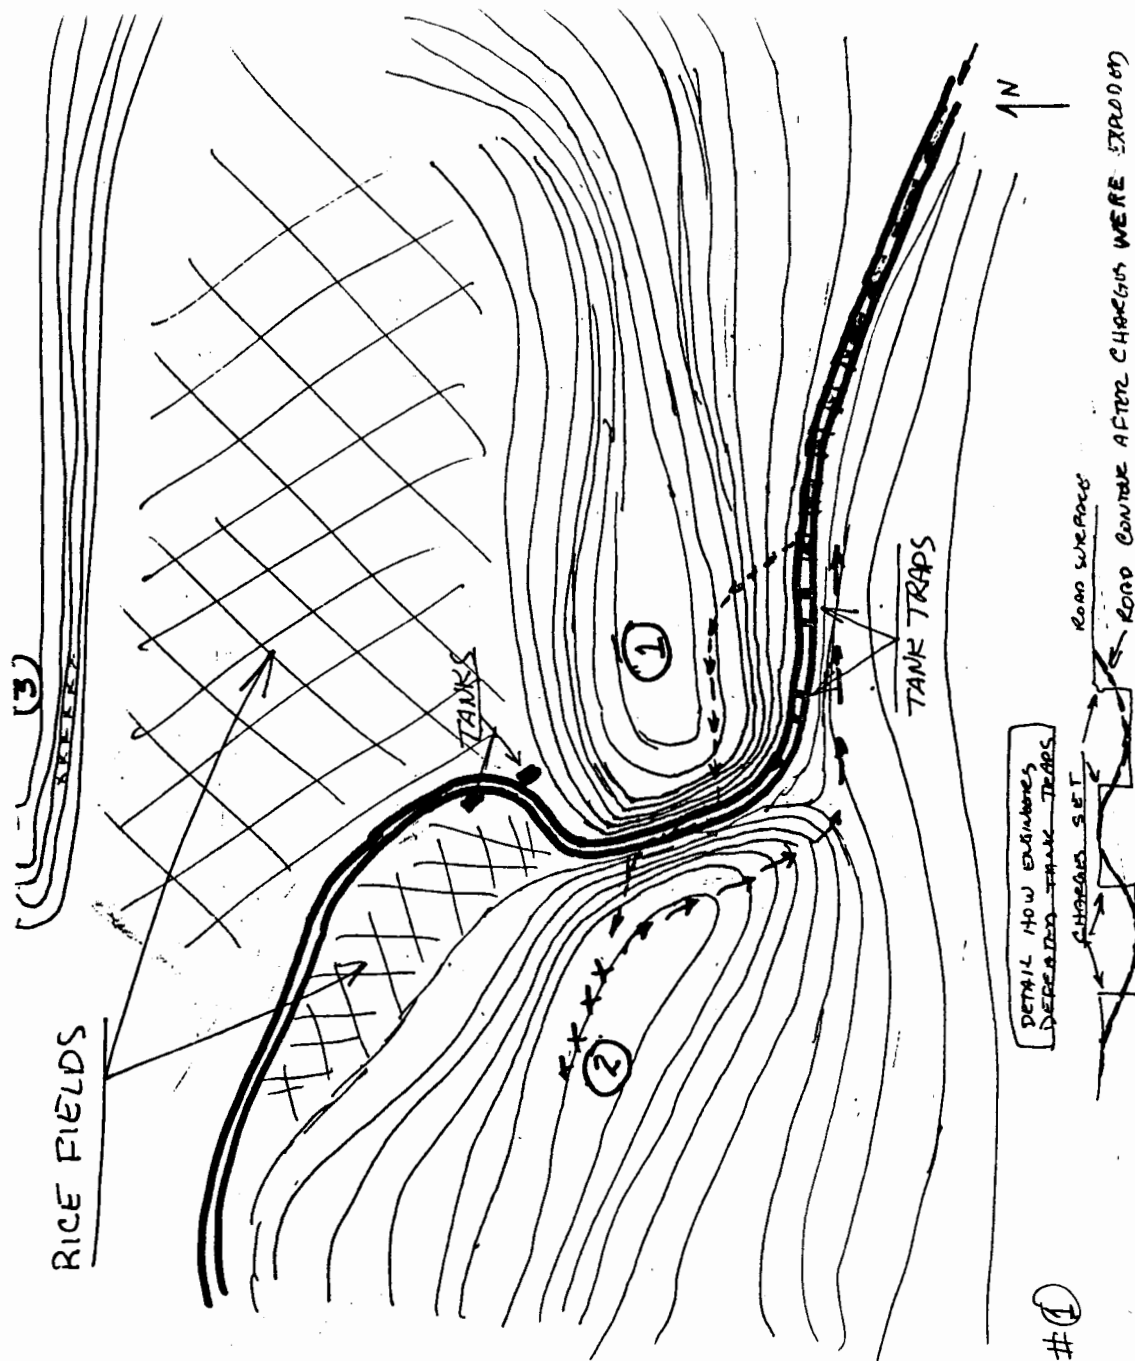 (3)
XXXXXX
RICE FIELDS
TANKS
1
2
TANK TRAPS
N
DETAIL HOW ENGINEERS
DEFEATED TANK TRAPS
CHARGES SET
ROAD SURFACE
ROAD CONTOUR AFTER CHARGES WERE EXPLODED
#1